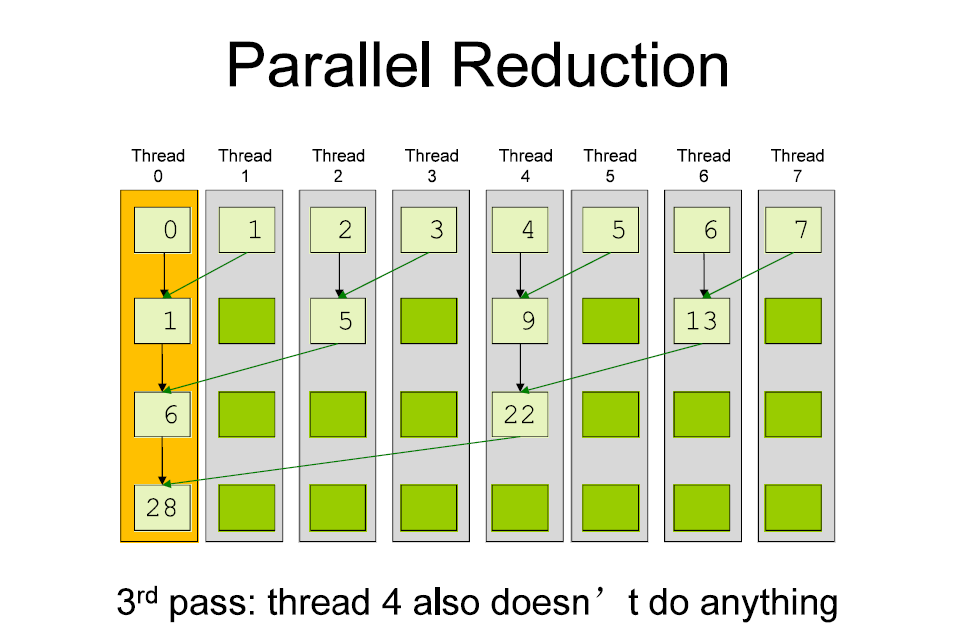 Parallel Reduction
Thread 0 Thread 1 Thread 2 Thread 3 Thread 4 Thread 5 Thread 6 Thread 7
0 1 2 3 4 5 6 7
1 5 9 13
6 22
28
3rd pass: thread 4 also doesn’ t do anything